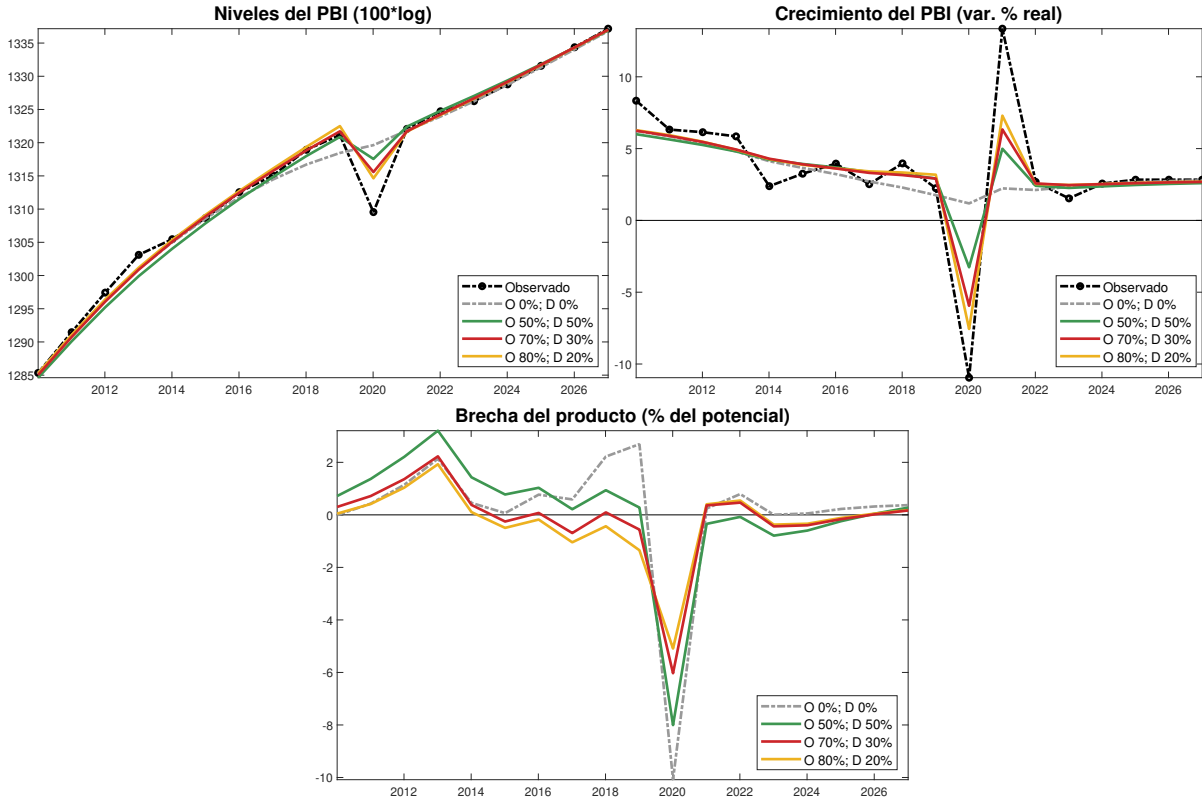 Niveles del PBI (100*log)
1335
1330
1325
1320
1315
1310
1305
1300
1295
1290
1285
2012 2014 2016 2018 2020 2022 2024 2026
Observado
O 0%; D 0%
O 50%; D 50%
O 70%; D 30%
O 80%; D 20%
Crecimiento del PBI (var. % real)
10
5
0
-5
-10
2012 2014 2016 2018 2020 2022 2024 2026
Observado
O 0%; D 0%
O 50%; D 50%
O 70%; D 30%
O 80%; D 20%
Brecha del producto (% del potencial)
2
0
-2
-4
-6
-8
-10
2012 2014 2016 2018 2020 2022 2024 2026
O 0%; D 0%
O 50%; D 50%
O 70%; D 30%
O 80%; D 20%